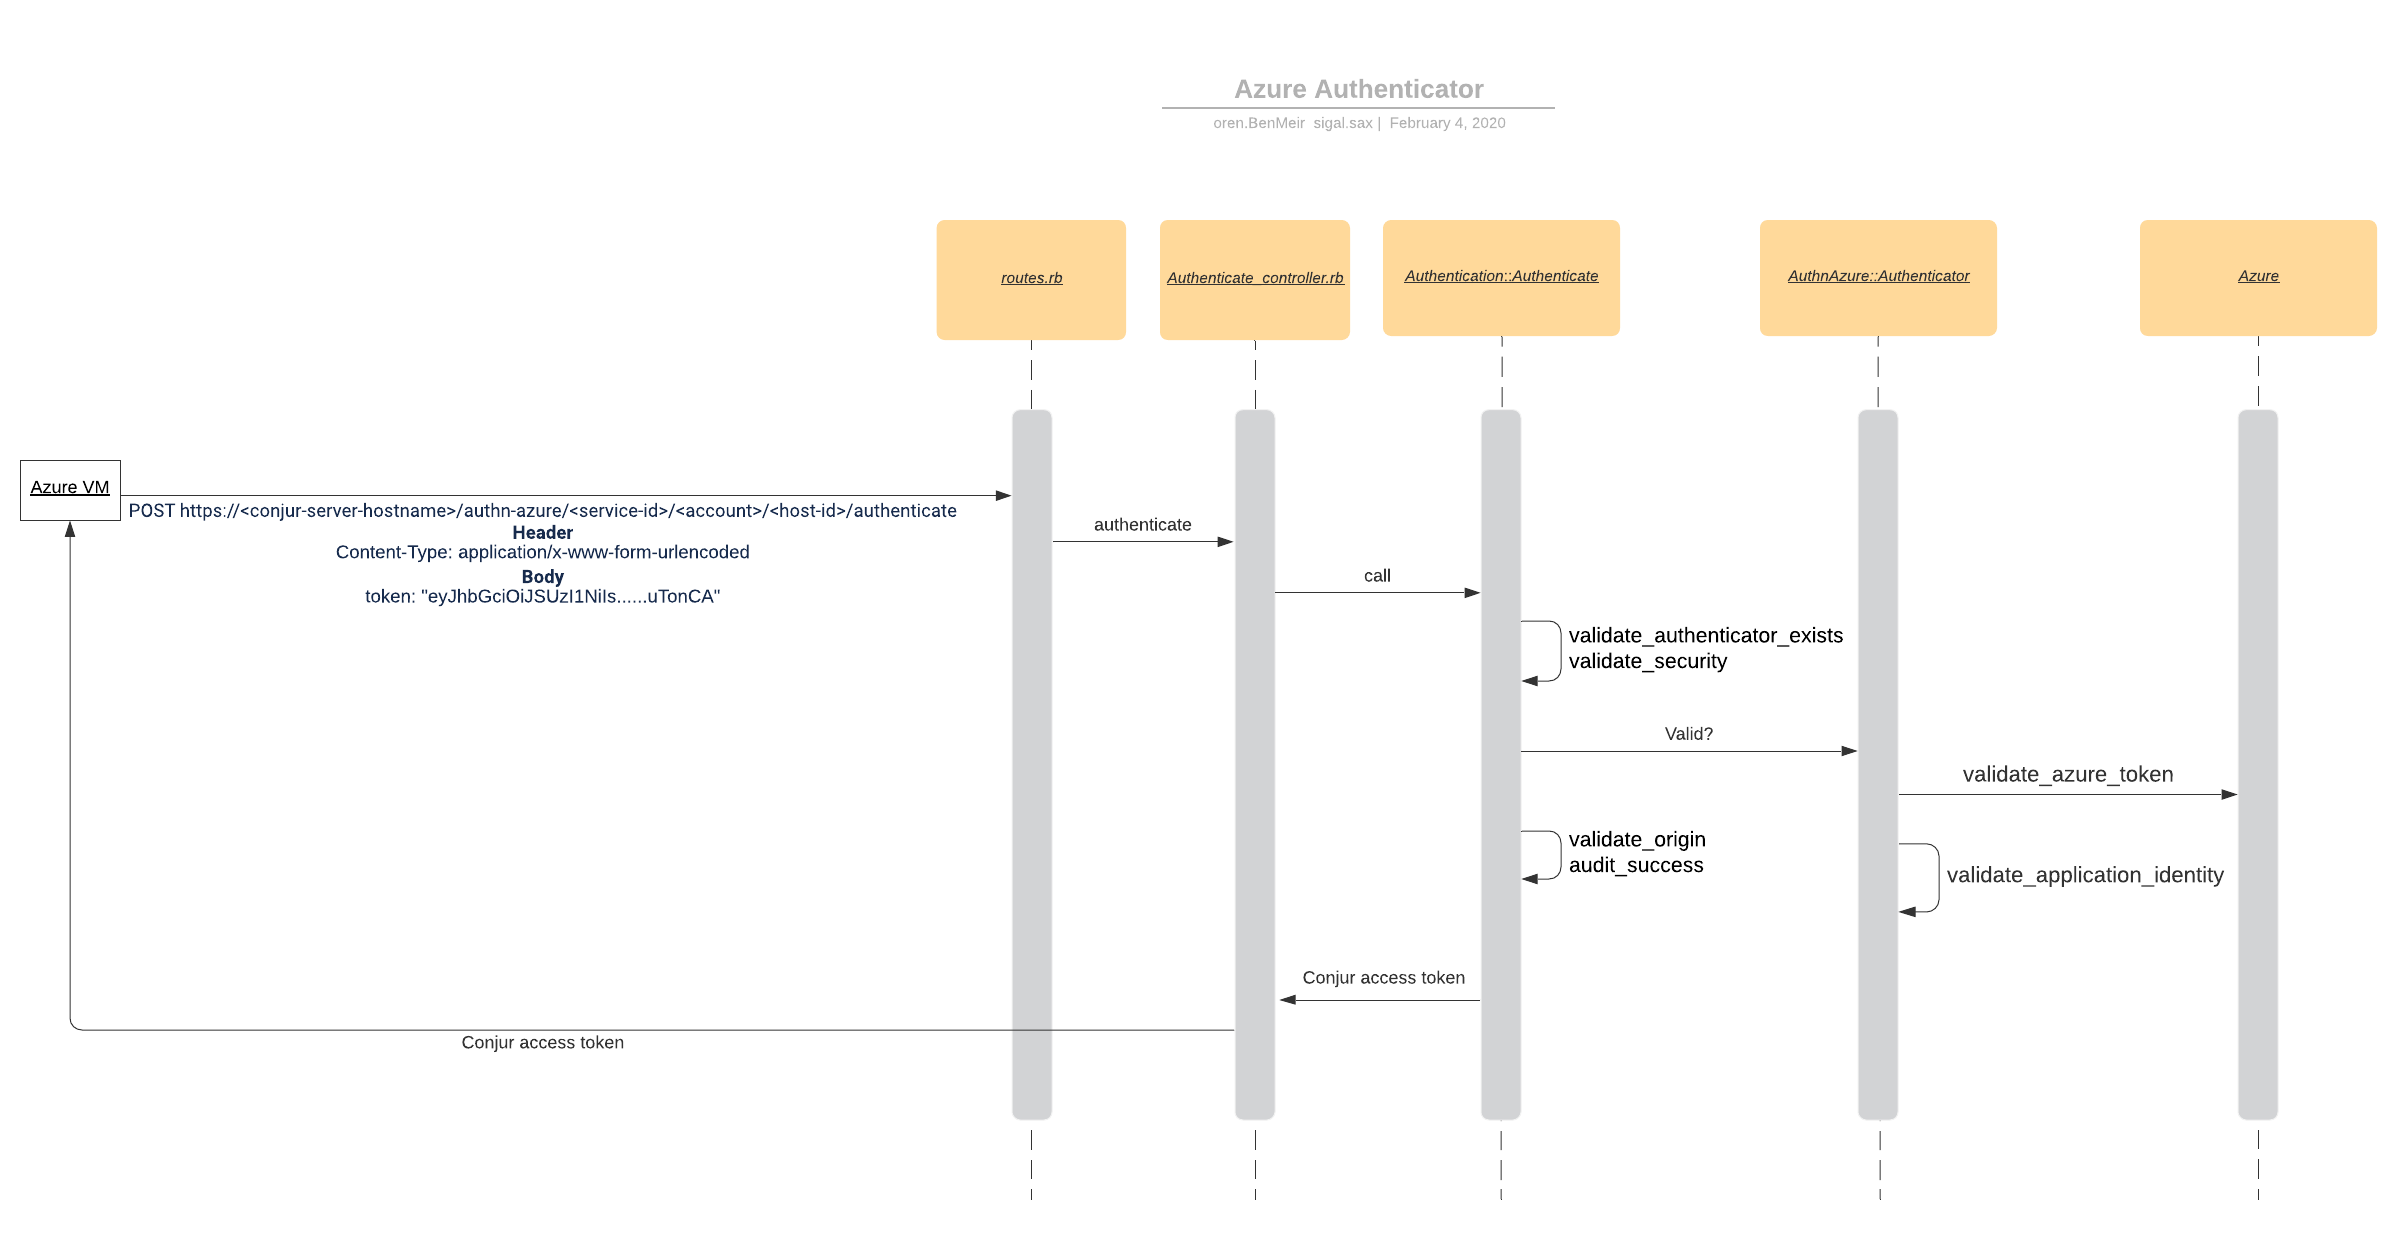 Azure Authenticator
oren.BenMeir  sigal.sax |  February 4, 2020
routes.rb
Authenticate_controller.rb
Authentication::Authenticate
AuthnAzure::Authenticator
Azure
Azure VM
POST https://<conjur-server-hostname>/authn-azure/<service-id>/<account>/<host-id>/authenticate
Header
Content-Type: application/x-www-form-urlencoded
Body
token: "eyJhbGciOiJSUzI1NiIs......uTonCA"
authenticate
call
validate_authenticator_exists
validate_security
Valid?
validate_azure_token
validate_origin
audit_success
validate_application_identity
Conjur access token
Conjur access token